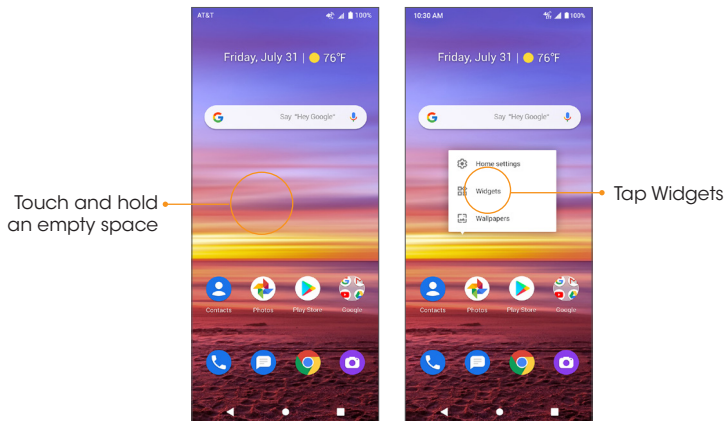 AT&T
100%
Friday, July 31 | 76°F
Say "Hey Google"
Contacts
Photos
Play Store
Google
Touch and hold
an empty space
10:30 AM
100%
Friday, July 31 | 76°F
Say "Hey Google"
Home settings
Widgets
Wallpapers
Contacts
Photos
Play Store
Google
Tap Widgets